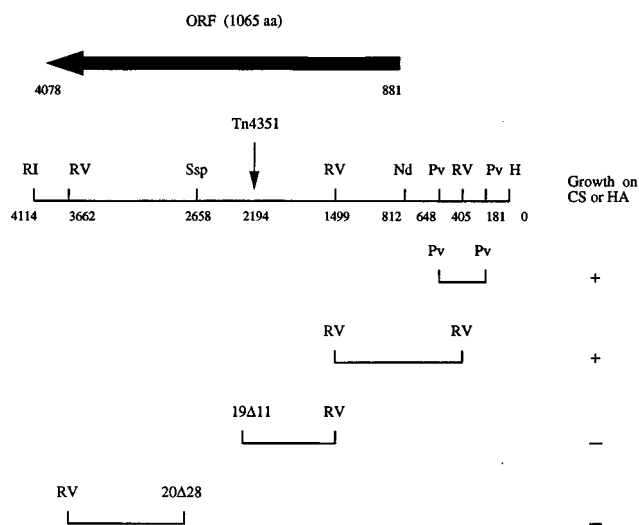 ORF (1065 aa)
4078 881
Tn4351
RI RV Ssp RV Nd Pv RV Pv H
Growth on
CS or HA
4114 3662 2658 2194 1499 812 648 405 181 0
Pv Pv
+
RV RV
+
19Δ11 RV
−
RV 20Δ28
−